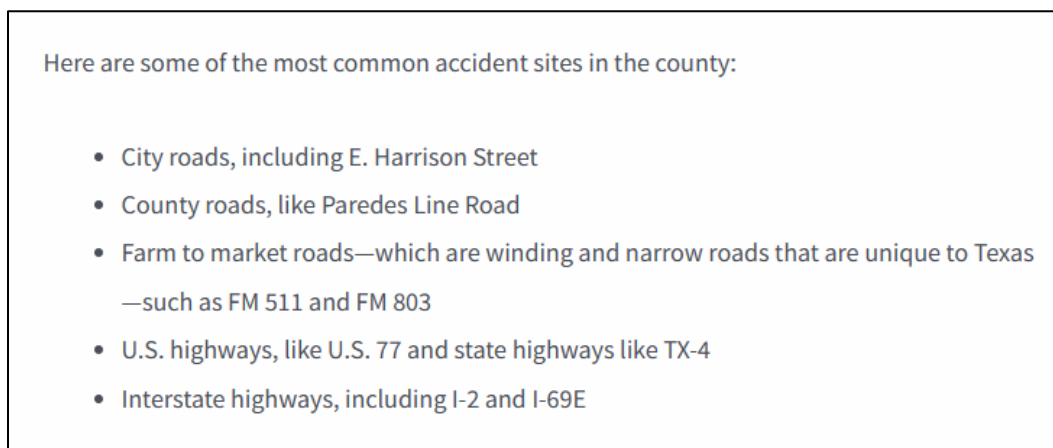 Here are some of the most common accident sites in the county:
• City roads, including E. Harrison Street
• County roads, like Paredes Line Road
• Farm to market roads—which are winding and narrow roads that are unique to Texas
—such as FM 511 and FM 803
• U.S. highways, like U.S. 77 and state highways like TX-4
• Interstate highways, including I-2 and I-69E